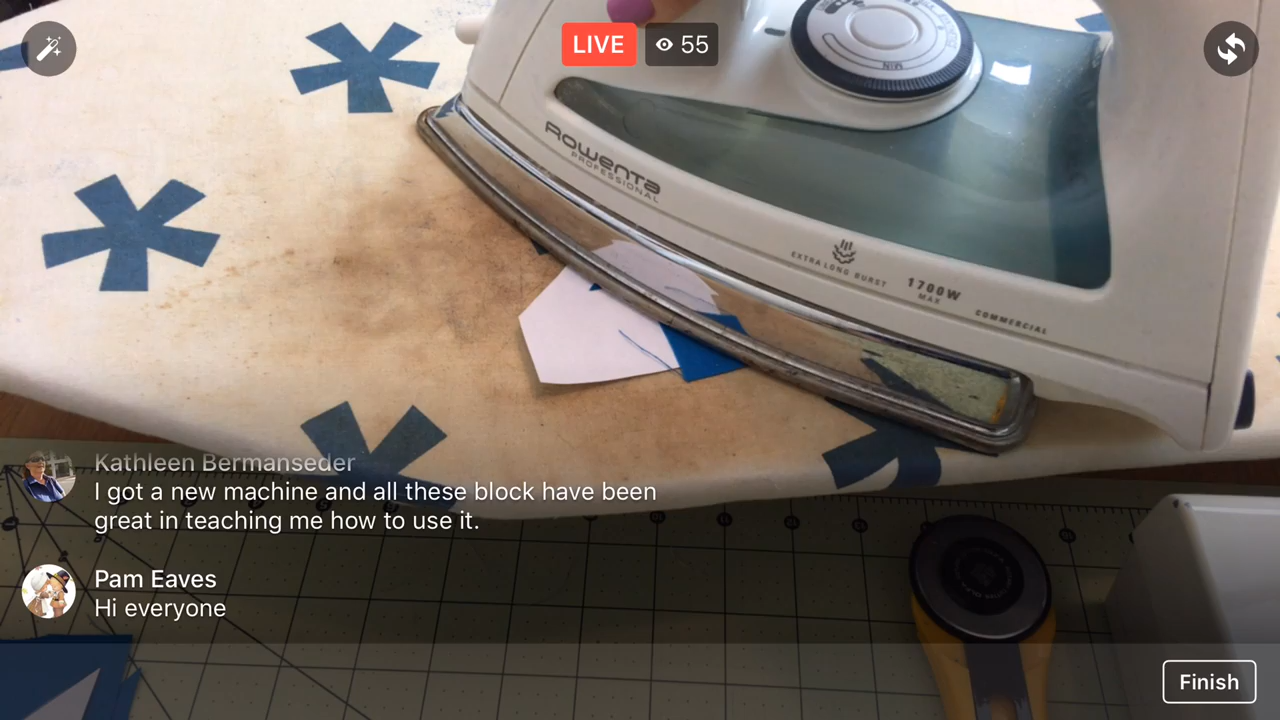 LIVE
55
MIN
ROWENTA
PROFESSIONAL
EXTRA LONG BURST
1700W
MAX
COMMERCIAL
Kathleen Bermanseder
I got a new machine and all these block have been
great in teaching me how to use it.
Pam Eaves
Hi everyone
Finish